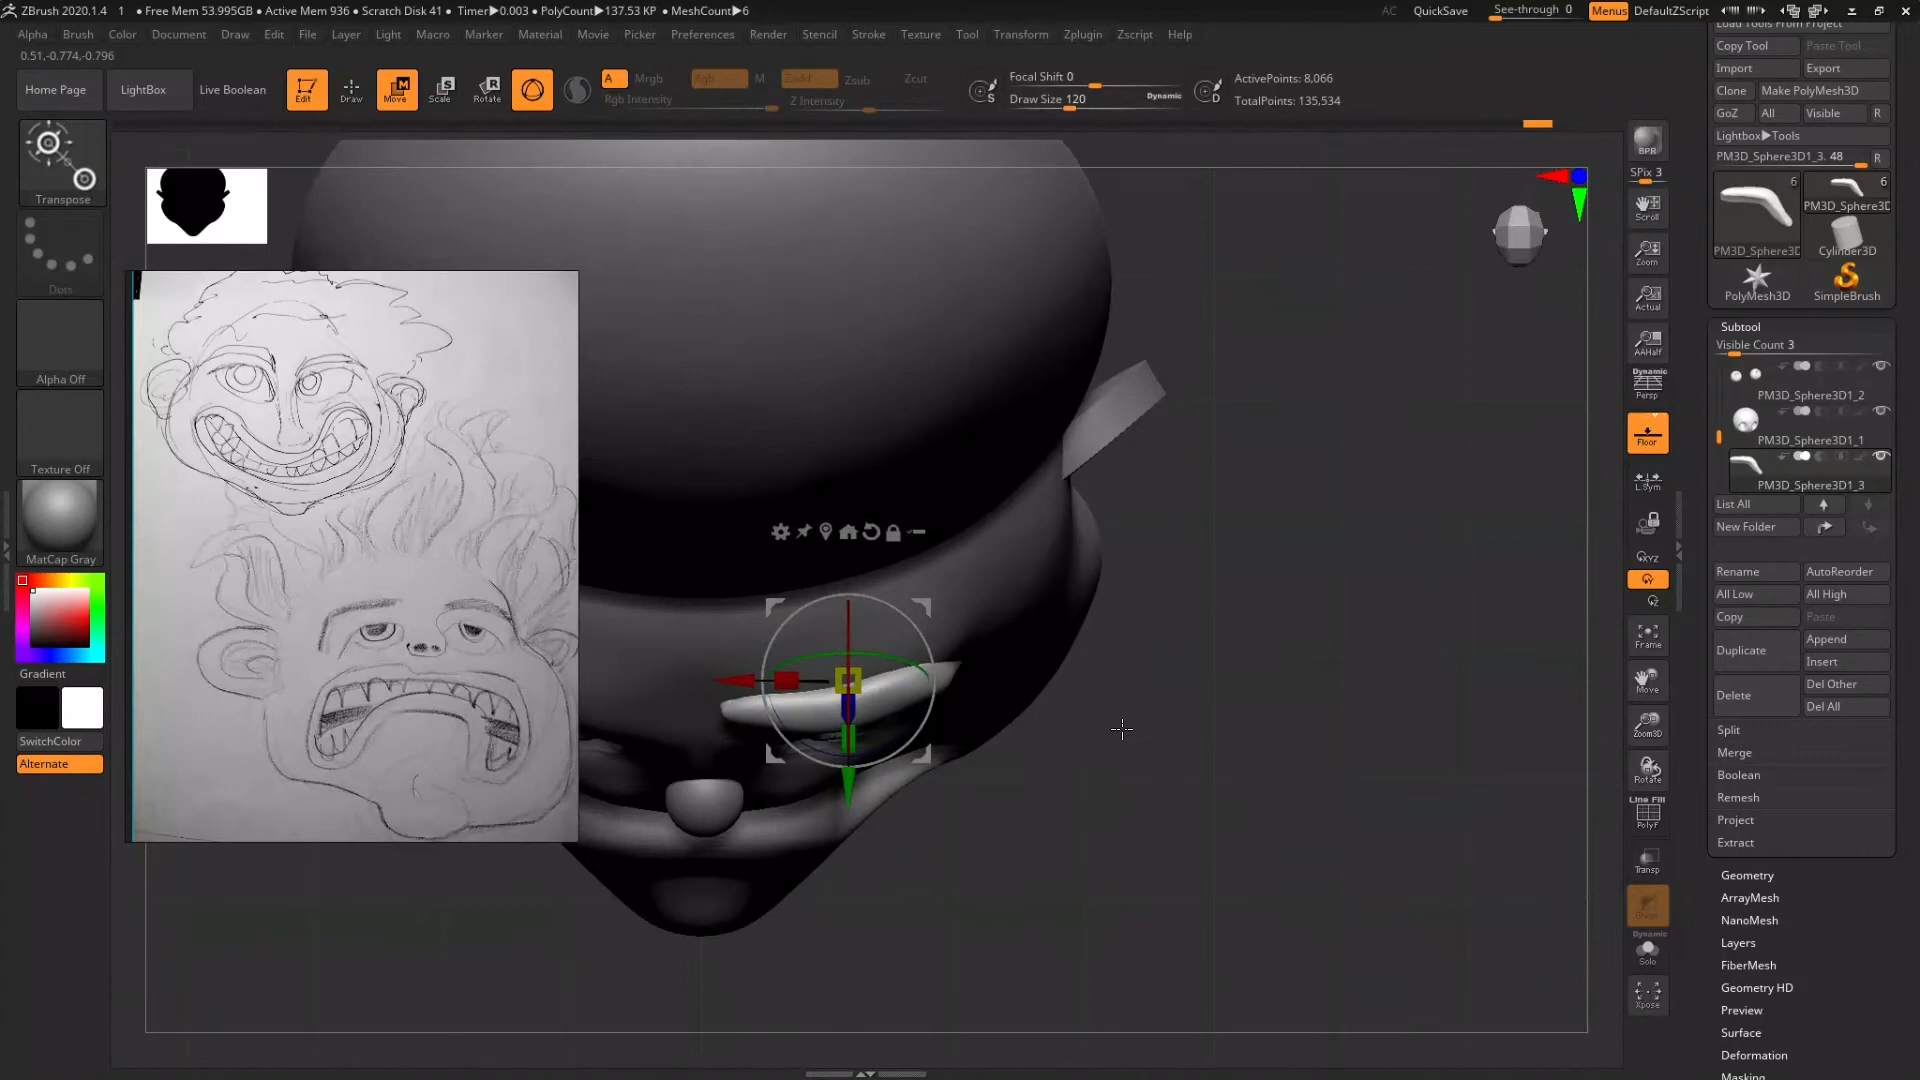 ZBrush 2020.1.4 1 ● Free Mem 53.995GB ● Active Mem 936 ● Scratch Disk 41 ● Timer▶0.003 ● PolyCount▶137.53 KP ● MeshCount▶6 AC QuickSave See-through 0 Menus DefaultZScript
Alpha Brush Color Document Draw Edit File Layer Light Macro Marker Material Movie Picker Preferences Render Stencil Stroke Texture Tool Transform Zplugin Zscript Help
0.51,-0.774,-0.796
Home Page LightBox Live Boolean Edit Draw Move Scale Rotate
A Mrgb Rgb M Zadd Zsub Zcut
Rgb Intensity Z Intensity
Focal Shift 0
Draw Size 120 Dynamic
S D
ActivePoints: 8,066
TotalPoints: 135,534
Transpose
Dots
Alpha Off
Texture Off
MatCap Gray
Gradient
SwitchColor
Alternate
BPR
SPix 3
Scroll
Zoom
Actual
AAHalf
Dynamic
Persp
Floor
L.Sym
XYZ
Y
Z
Frame
Move
Zoom3D
Rotate
Line Fill
PolyF
Transp
Dynamic
Solo
Xpose
Load Tools From Project
Copy Tool Paste Tool
Import Export
Clone Make PolyMesh3D
GoZ All Visible R
Lightbox▶Tools
PM3D_Sphere3D1_3. 48 R
6 6
PM3D_Sphere3D
PM3D_Sphere3D Cylinder3D
PolyMesh3D SimpleBrush
Subtool
Visible Count 3
PM3D_Sphere3D1_2
PM3D_Sphere3D1_1
PM3D_Sphere3D1_3
List All
New Folder
Rename AutoReorder
All Low All High
Copy Paste
Duplicate Append
Insert
Delete Del Other
Del All
Split
Merge
Boolean
Remesh
Project
Extract
Geometry
ArrayMesh
NanoMesh
Layers
FiberMesh
Geometry HD
Preview
Surface
Deformation
Masking